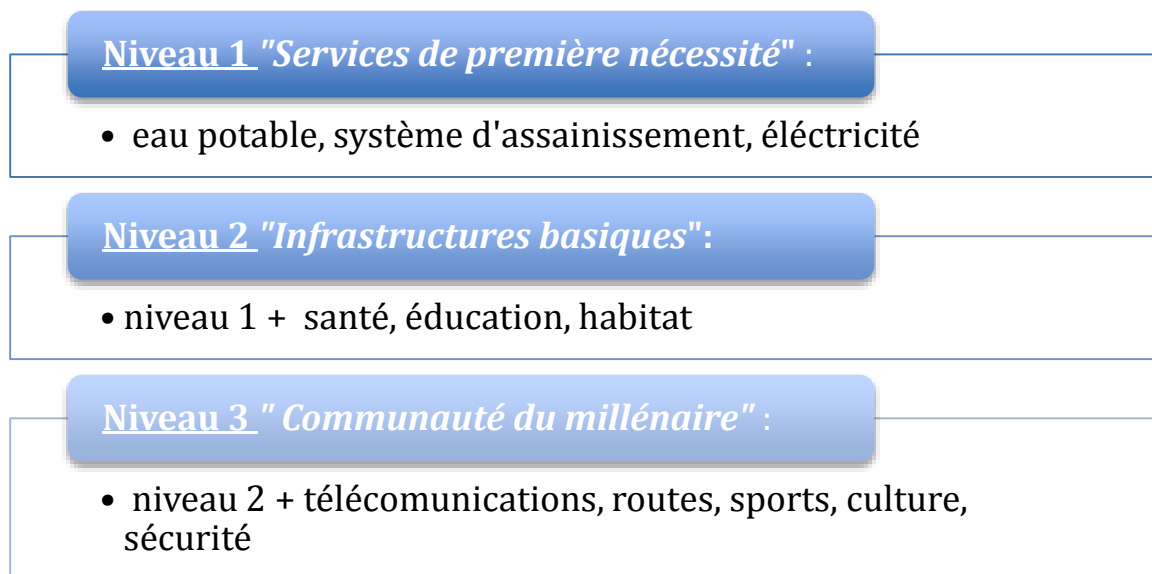 Niveau 1 "Services de première nécessité" :
• eau potable, système d'assainissement, éléctricité
Niveau 2 "Infrastructures basiques":
• niveau 1 + santé, éducation, habitat
Niveau 3 " Communauté du millénaire" :
• niveau 2 + télécomunications, routes, sports, culture,
sécurité